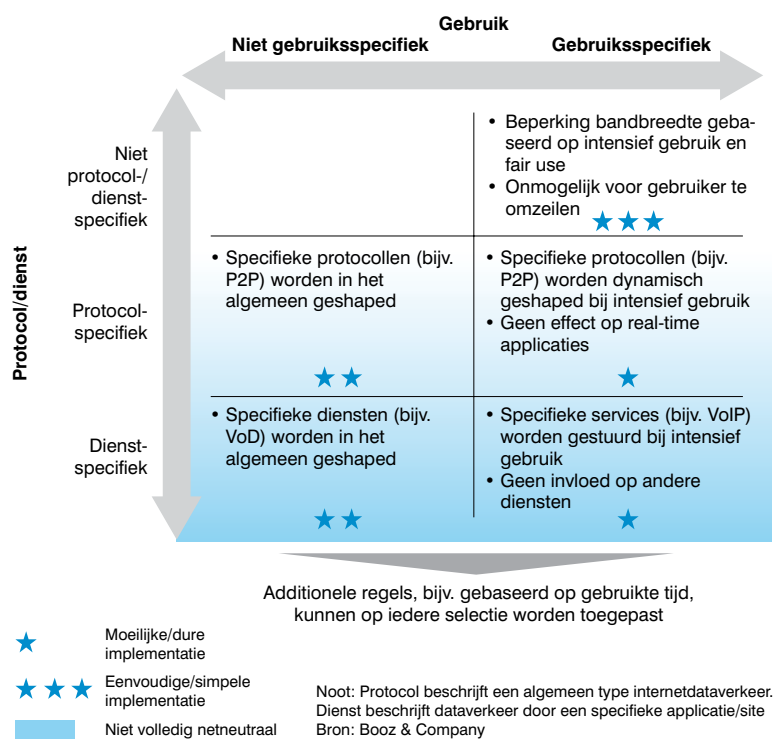 Gebruik
Niet gebruiksspecifiek
Gebruiksspecifiek
Protocol/dienst
Niet
protocol-/
dienst-
specifiek
• Beperking bandbreedte geba-
seerd op intensief gebruik en
fair use
• Onmogelijk voor gebruiker te
omzeilen
Protocol-
specifiek
• Specifieke protocollen (bijv.
P2P) worden in het
algemeen geshaped
• Specifieke protocollen (bijv.
P2P) worden dynamisch
geshaped bij intensief gebruik
• Geen effect op real-time
applicaties
Dienst-
specifiek
• Specifieke diensten (bijv.
VoD) worden in het
algemeen geshaped
• Specifieke services (bijv. VoIP)
worden gestuurd bij intensief
gebruik
• Geen invloed op andere
diensten
Additionele regels, bijv. gebaseerd op gebruikte tijd,
kunnen op iedere selectie worden toegepast
Moeilijke/dure
implementatie
Eenvoudige/simpele
implementatie
Niet volledig netneutraal
Noot: Protocol beschrijft een algemeen type internetdataverkeer.
Dienst beschrijft dataverkeer door een specifieke applicatie/site
Bron: Booz & Company